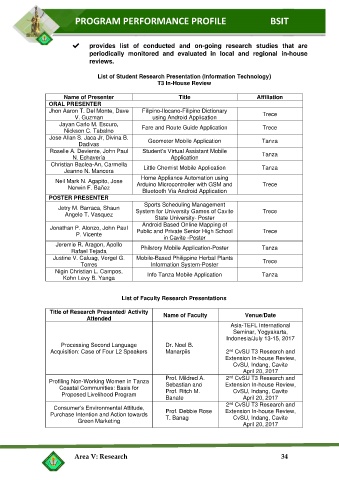 PROGRAM PERFORMANCE PROFILE BSIT
✔ provides list of conducted and on-going research studies that are
periodically monitored and evaluated in local and regional in-house
reviews.
List of Student Research Presentation (Information Technology)
T3 In-House Review
Name of Presenter Title Affiliation
ORAL PRESENTER
Jhon Aaron T. Del Monte, Dave
V. Guzman
Filipino-Ilocano-Filipino Dictionary
using Android Application
Trece
Jayan Carlo M. Escuro,
Nickson C. Tabalno
Fare and Route Guide Application
Trece
Jose Allan S. Jaca Jr, Divina B.
Dadivas
Geometer Mobile Application
Tanza
Roselle A. Deviente, John Paul
N. Echaveria
Student's Virtual Assistant Mobile
Application
Tanza
Christian Baclea-An, Carmella
Jeanne N. Mancera
Little Chemist Mobile Application
Tanza
Neil Mark N. Agapito, Jose
Norwin F. Bañez
Home Appliance Automation using
Arduino Microcontroller with GSM and
Bluetooth Via Android Application
Trece
POSTER PRESENTER
Jetry M. Barraca, Shaun
Angelo T. Vasquez
Sports Scheduling Management
System for University Games of Cavite
State University- Poster
Trece
Jonathan P. Alonzo, John Paul
P. Vicente
Android Based Online Mapping of
Public and Private Senior High School
in Cavite -Poster
Trece
Jeremie R. Aragon, Apollo
Rafael Tejada
Philstory Mobile Application-Poster
Tanza
Justine V. Caluag, Vergel G.
Torres
Mobile-Based Philippine Herbal Plants
Information System-Poster
Trece
Nigin Christian L. Campos,
Kohn Levy B. Yanga
Info Tanza Mobile Application
Tanza
List of Faculty Research Presentations
Title of Research Presented/ Activity
Attended
Name of Faculty
Venue/Date
Processing Second Language
Acquisition: Case of Four L2 Speakers
Dr. Noel B.
Manarpiis
Asia-TEFL International
Seminar, Yogyakarta,
Indonesia/July 13-15, 2017
2nd CvSU T3 Research and
Extension In-house Review,
CvSU, Indang, Cavite
April 20, 2017
Profiling Non-Working Women in Tanza
Coastal Communities: Basis for
Proposed Livelihood Program
Prof. Mildred A.
Sebastian and
Prof. Ritch M.
Banate
2nd CvSU T3 Research and
Extension In-house Review,
CvSU, Indang, Cavite
April 20, 2017
Consumer's Environmental Attitude,
Purchase Intention and Action towards
Green Marketing
Prof. Debbie Rose
T. Banag
2nd CvSU T3 Research and
Extension In-house Review,
CvSU, Indang, Cavite
April 20, 2017
Area V: Research 34